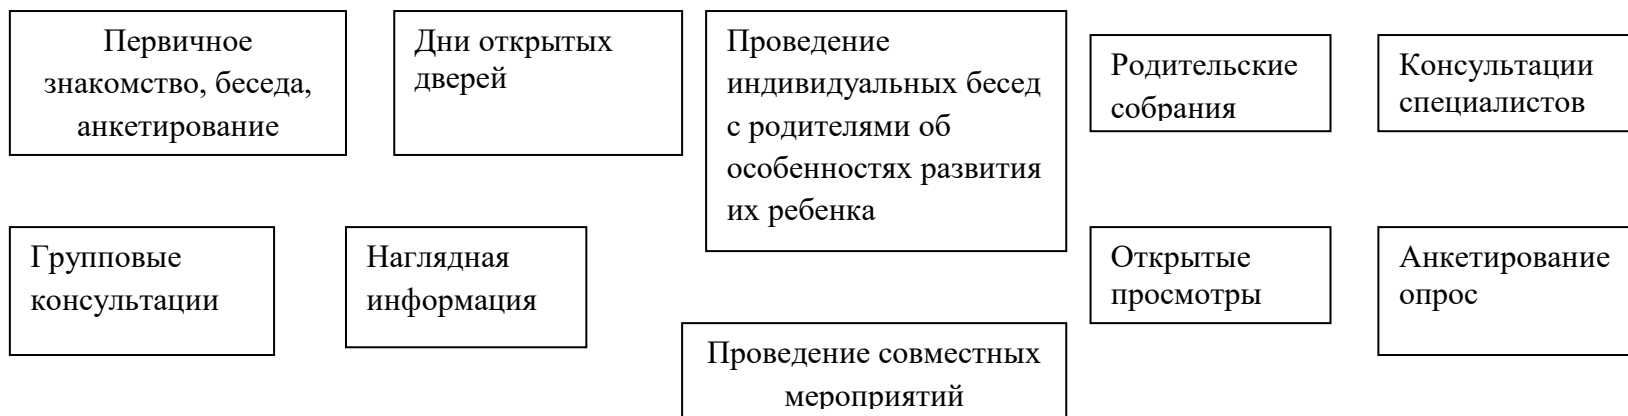 Первичное
знакомство, беседа,
анкетирование
Дни открытых
дверей
Проведение
индивидуальных бесед
с родителями об
особенностях развития
их ребенка
Родительские
собрания
Консультации
специалистов
Групповые
консультации
Наглядная
информация
Открытые
просмотры
Анкетирование
опрос
Проведение совместных
мероприятий